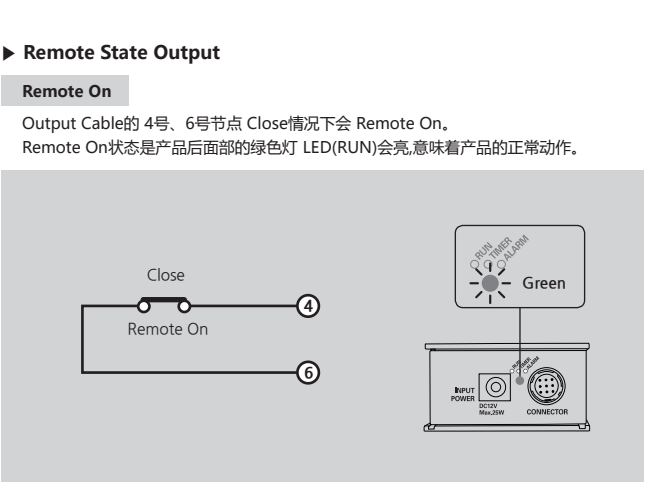 ▶ Remote State Output
Remote On
Output Cable的 4号、6号节点 Close情况下会 Remote On。
Remote On状态是产品后面部的绿色灯 LED(RUN)会亮,意味着产品的正常动作。
RUN
TIMER
ALARM
Green
Close
④
Remote On
⑥
RUN
TIMER
ALARM
INPUT
POWER
DC12V
Max.25W
CONNECTOR